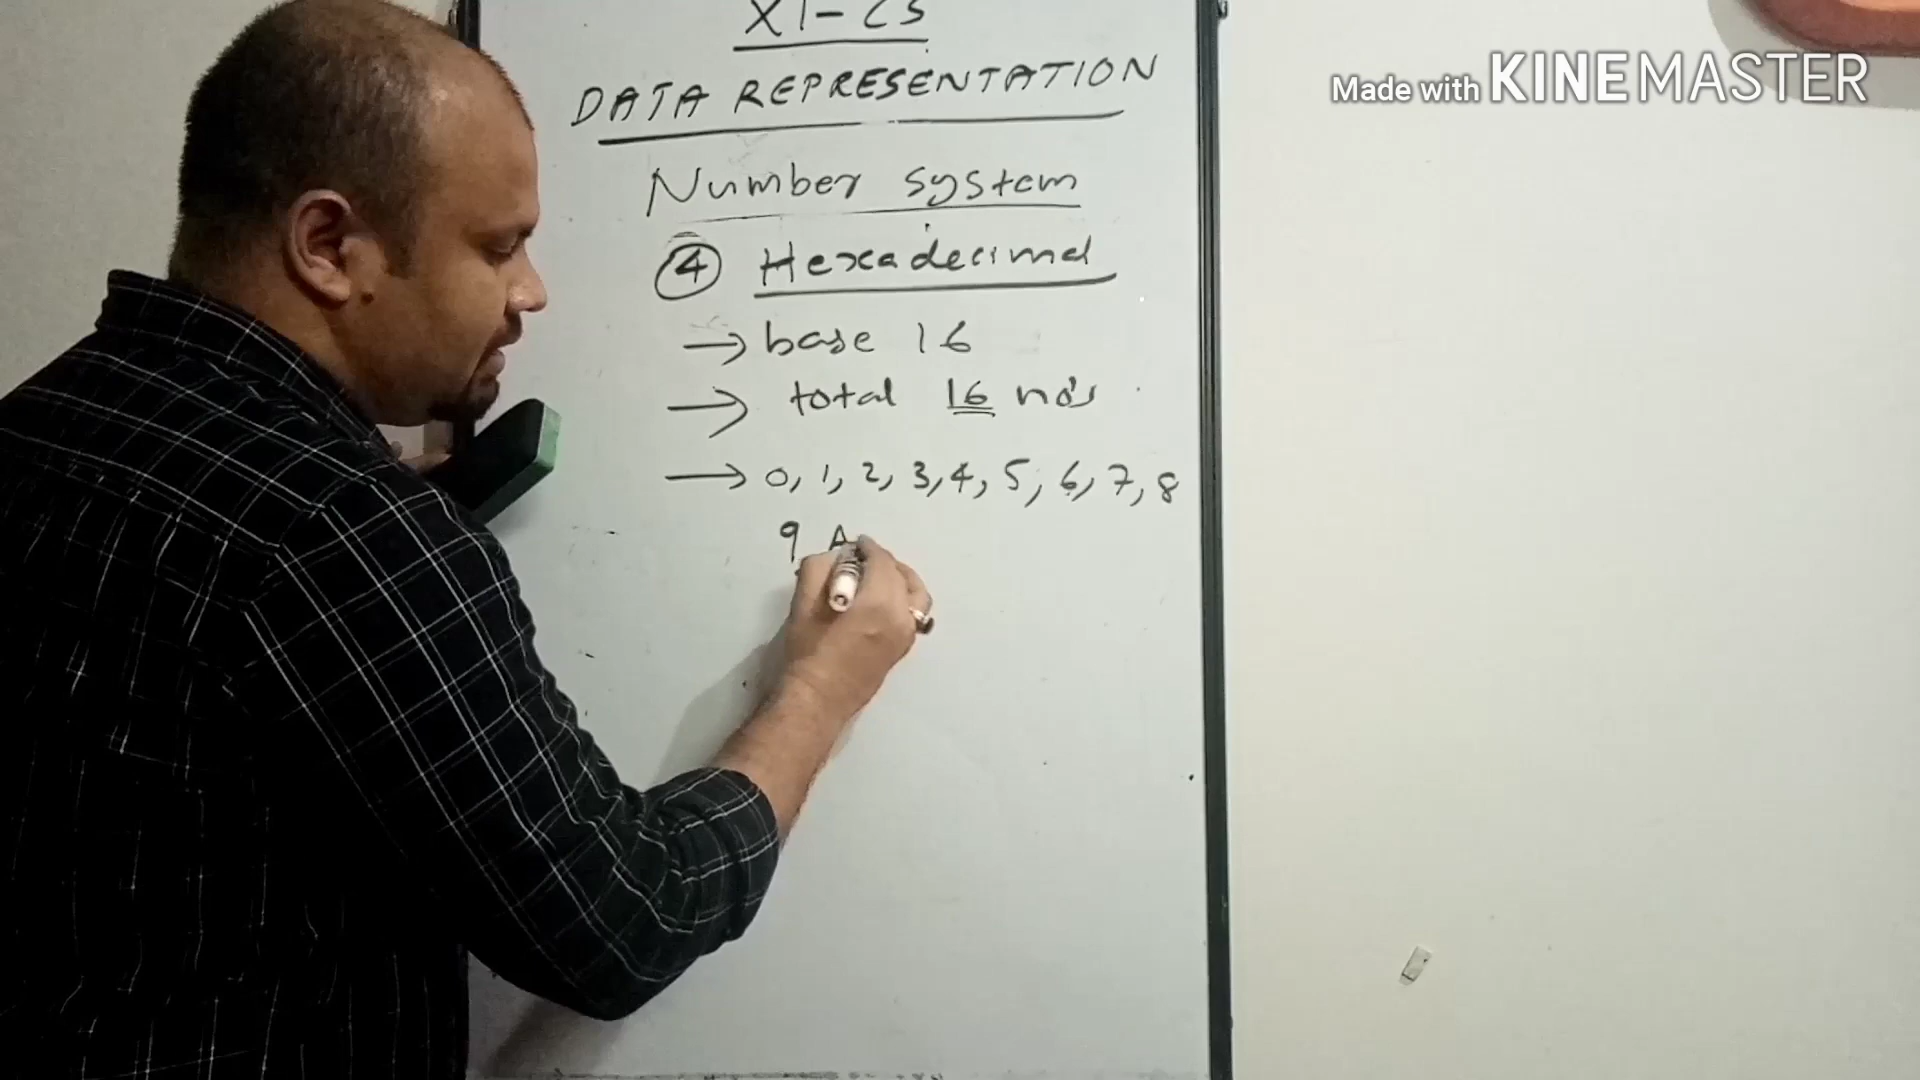 XI-CS
Made with KINEMASTER
DATA REPRESENTATION
Number system
④ Hexadecimal
→ base 16
→ total 16 no's
→ 0, 1, 2, 3, 4, 5, 6, 7, 8
9 A